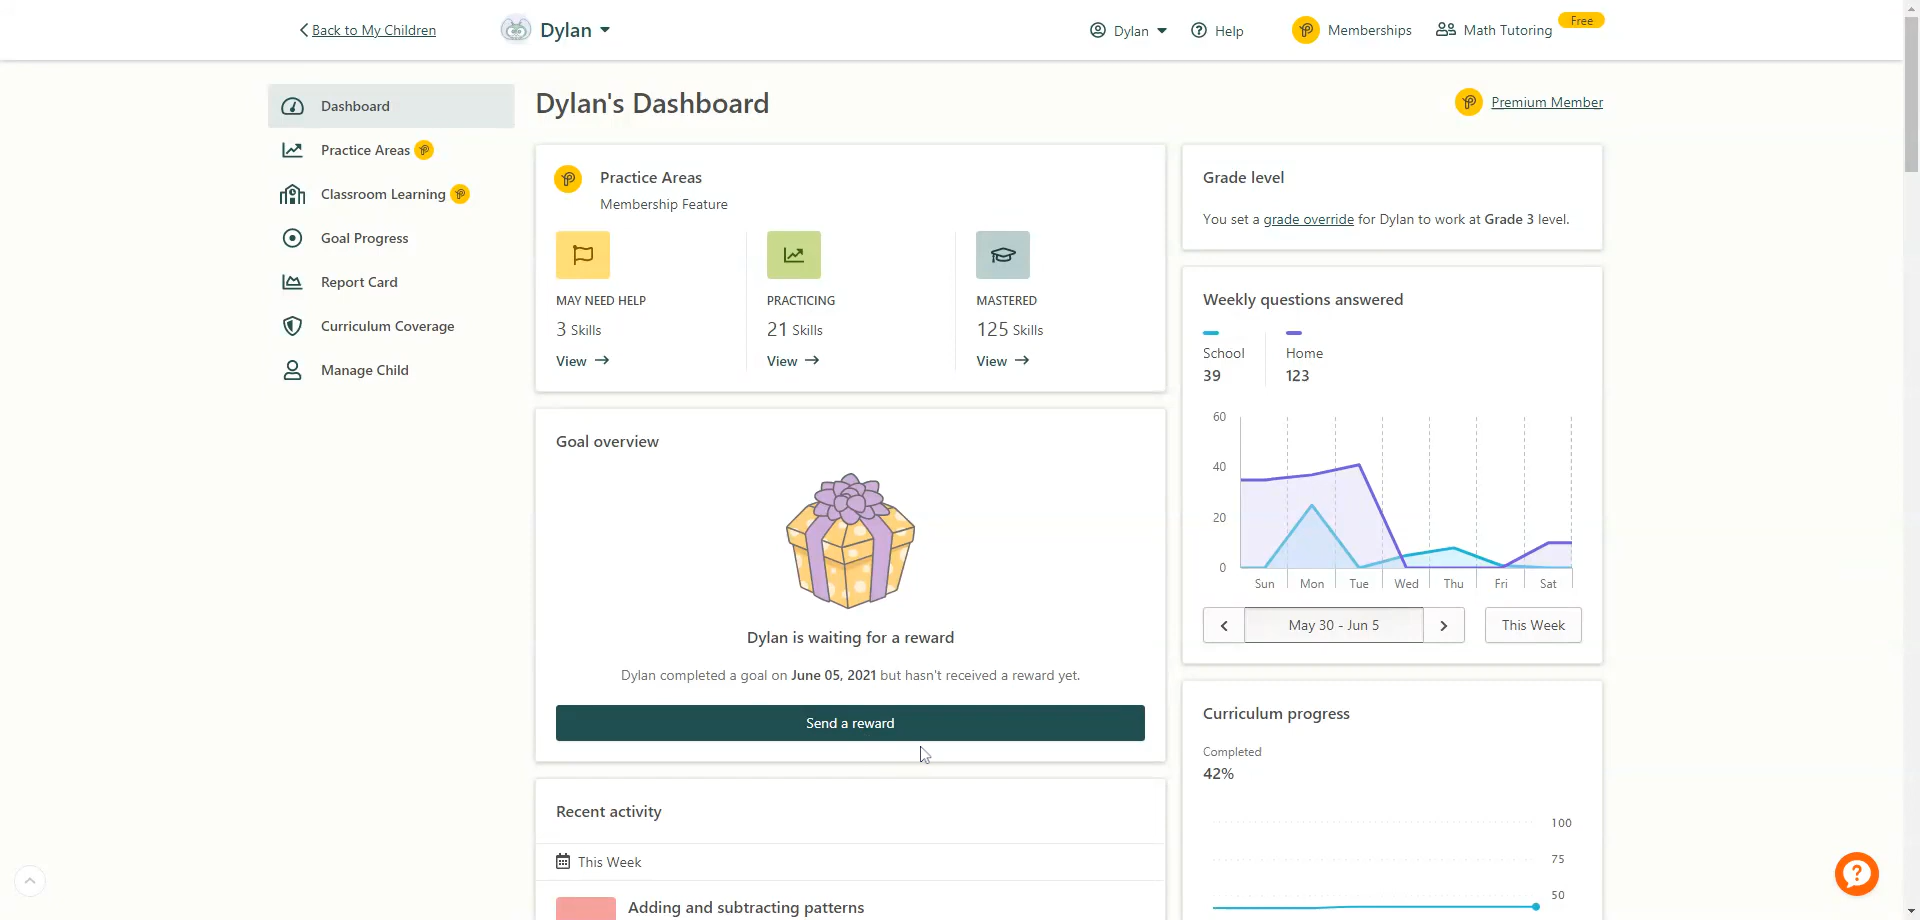 Back to My Children
Dylan
Dylan
Help
Memberships
Math Tutoring
Free
Dashboard
Practice Areas
Classroom Learning
Goal Progress
Report Card
Curriculum Coverage
Manage Child
Dylan's Dashboard
Premium Member
Practice Areas
Membership Feature
MAY NEED HELP
3 Skills
View
PRACTICING
21 Skills
View
MASTERED
125 Skills
View
Goal overview
Dylan is waiting for a reward
Dylan completed a goal on June 05, 2021 but hasn't received a reward yet.
Send a reward
Recent activity
This Week
Adding and subtracting patterns
Grade level
You set a grade override for Dylan to work at Grade 3 level.
Weekly questions answered
School
39
Home
123
60
40
20
0
Sun Mon Tue Wed Thu Fri Sat
May 30 - Jun 5
This Week
Curriculum progress
Completed
42%
100
75
50
?